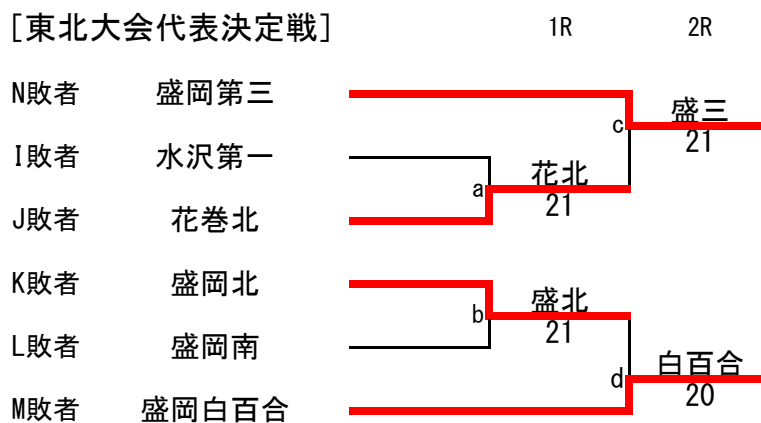 [東北大会代表決定戦] 1R 2R
N敗者 盛岡第三
c 盛三
21
I敗者 水沢第一
a 花北
21
J敗者 花巻北
K敗者 盛岡北
b 盛北
21
L敗者 盛岡南
d 白百合
20
M敗者 盛岡白百合